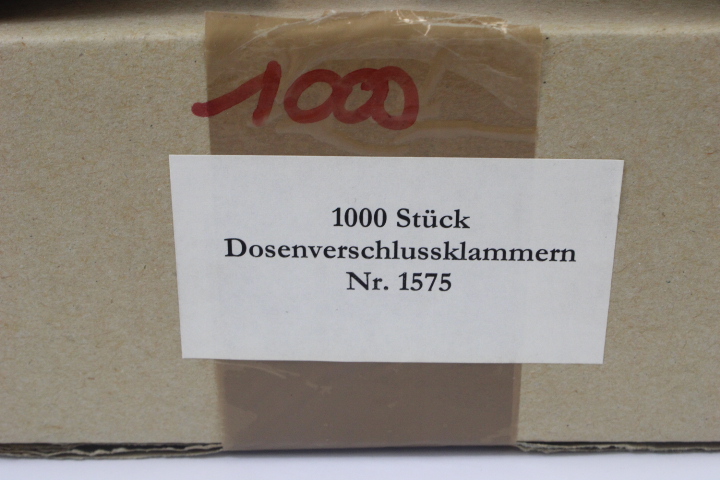 1000
1000 Stück
Dosenverschlussklammern
Nr. 1575